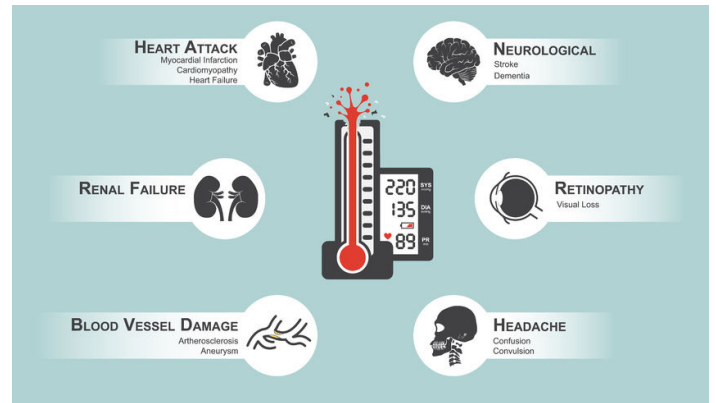 HEART ATTACK
Myocardial Infarction
Cardiomyopathy
Heart Failure
NEUROLOGICAL
Stroke
Dementia
RENAL FAILURE
220 SYS
135 DIA
89 PR
RETINOPATHY
Visual Loss
BLOOD VESSEL DAMAGE
Artherosclerosis
Aneurysm
HEADACHE
Confusion
Convulsion